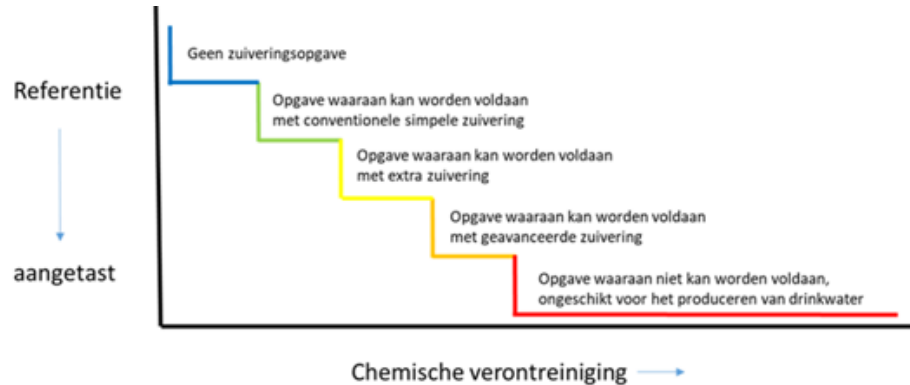 Geen zuiveringsopgave
Referentie
Opgave waaraan kan worden voldaan
met conventionele simpele zuivering
Opgave waaraan kan worden voldaan
met extra zuivering
Opgave waaraan kan worden voldaan
met geavanceerde zuivering
aangetast
Opgave waaraan niet kan worden voldaan,
ongeschikt voor het produceren van drinkwater
Chemische verontreiniging